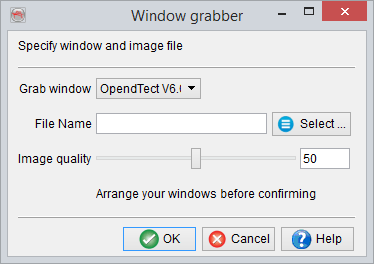 Window grabber
Specify window and image file
Grab window OpendTect V6.
File Name Select ...
Image quality 50
Arrange your windows before confirming
OK Cancel Help